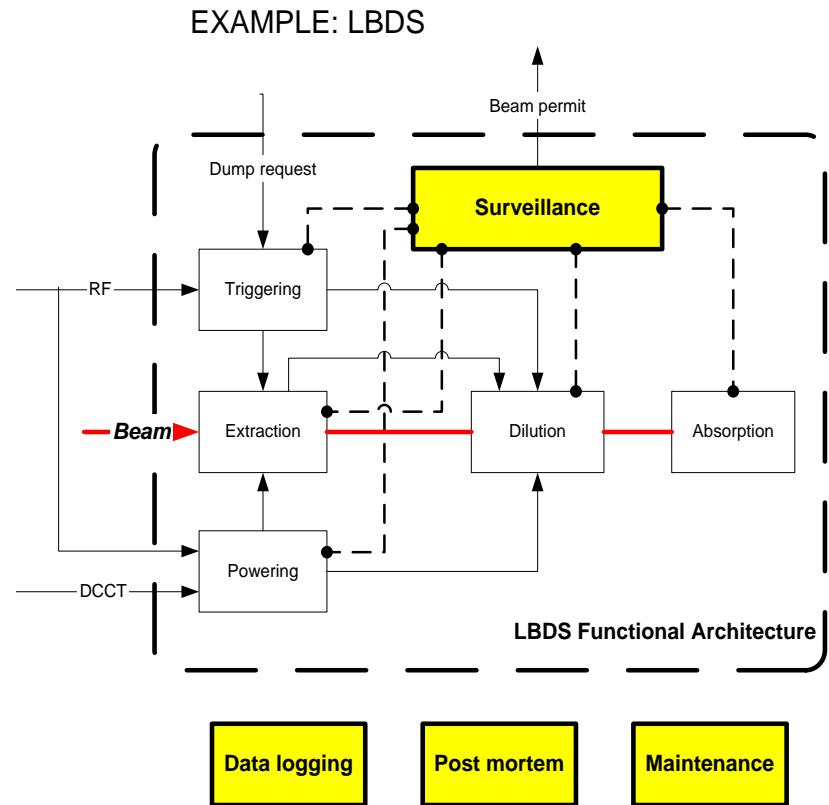 EXAMPLE: LBDS
Beam permit
Dump request
Surveillance
RF
Triggering
Beam
Extraction
Dilution
Absorption
Powering
DCCT
LBDS Functional Architecture
Data logging
Post mortem
Maintenance